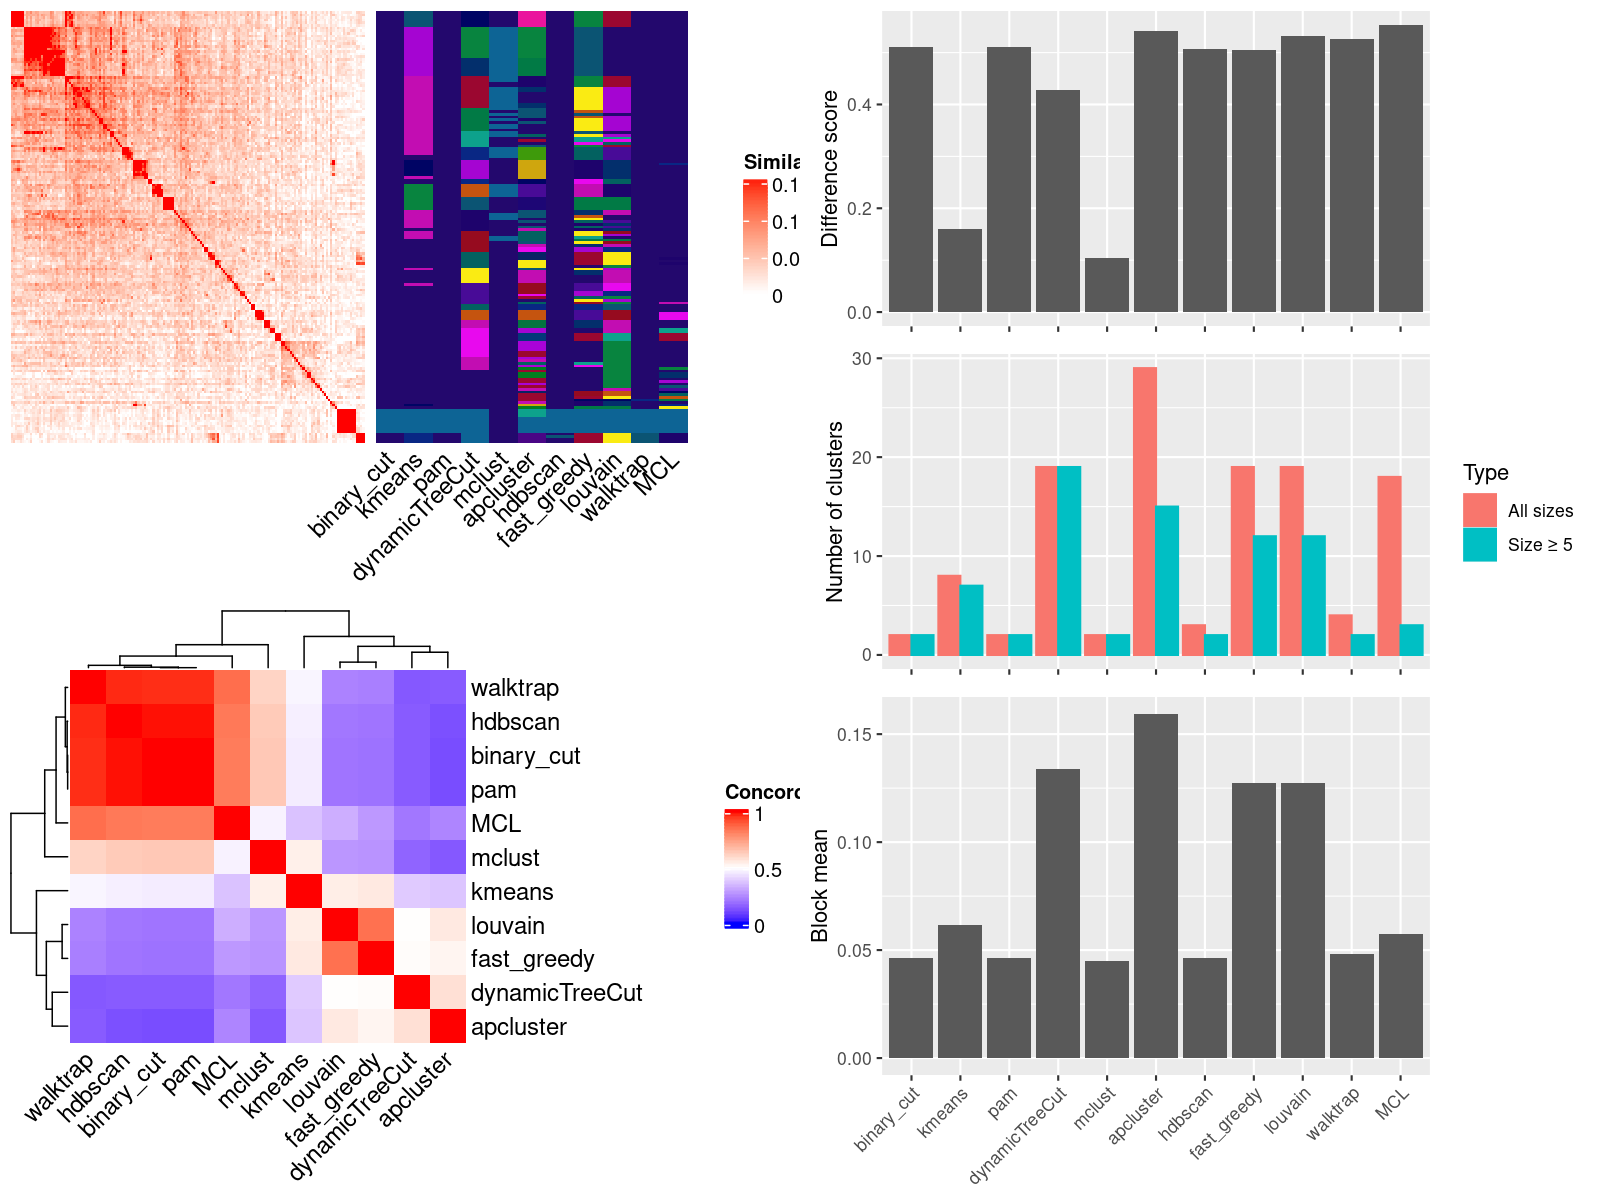 Simila
0.1
0.1
0.0
0
binary_cut
kmeans
pam
dynamicTreeCut
mclust
apcluster
hdbscan
fast_greedy
louvain
walktrap
MCL
walktrap
hdbscan
binary_cut
pam
MCL
mclust
kmeans
louvain
fast_greedy
dynamicTreeCut
apcluster
walktrap
hdbscan
binary_cut
pam
MCL
mclust
kmeans
louvain
fast_greedy
dynamicTreeCut
apcluster
Concord
1
0.5
0
Difference score
0.4
0.2
0.0
Number of clusters
30
20
10
0
Type
All sizes
Size ≥ 5
Block mean
0.15
0.10
0.05
0.00
binary_cut
kmeans
pam
dynamicTreeCut
mclust
apcluster
hdbscan
fast_greedy
louvain
walktrap
MCL